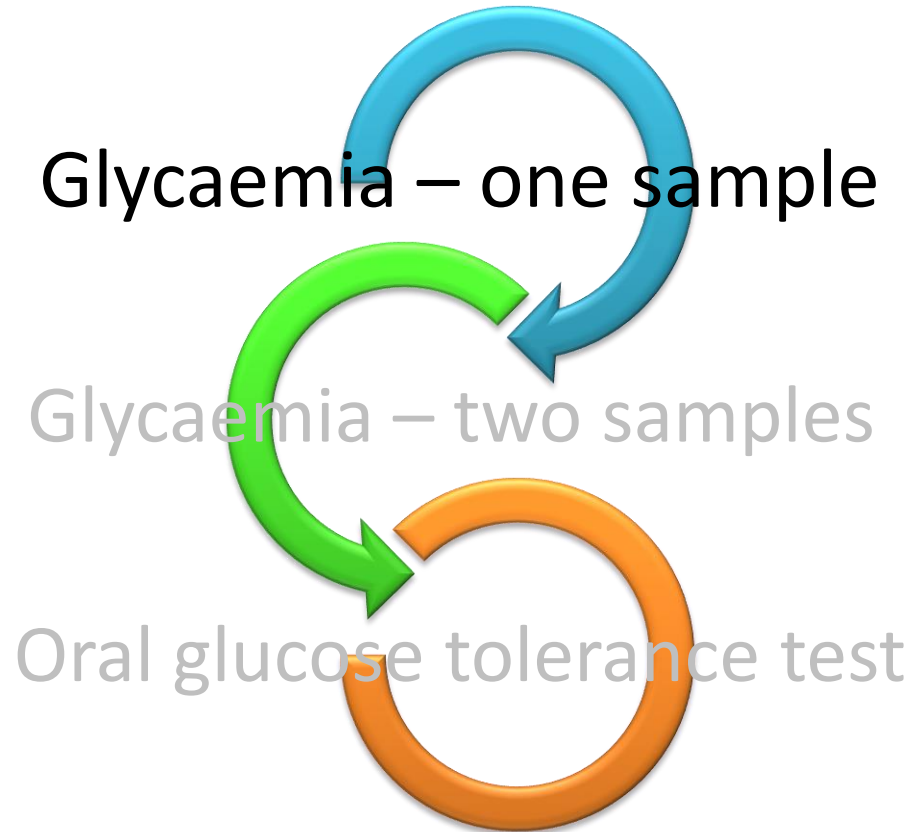 Glycaemia – one sample
Glycaemia – two samples
Oral glucose tolerance test